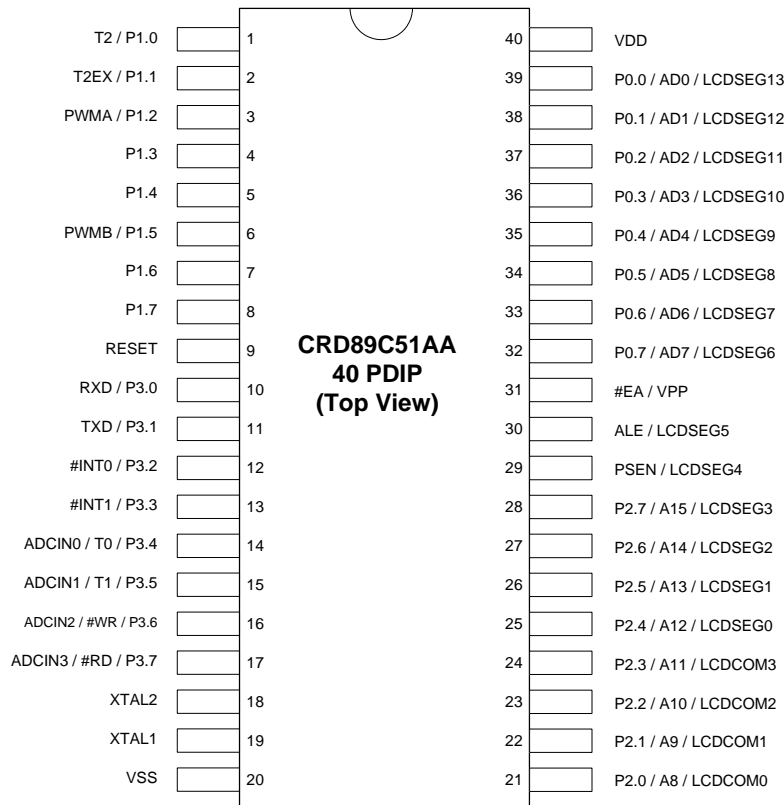 T2 / P1.0 1 40 VDD
T2EX / P1.1 2 39 P0.0 / AD0 / LCDSEG13
PWMA / P1.2 3 38 P0.1 / AD1 / LCDSEG12
P1.3 4 37 P0.2 / AD2 / LCDSEG11
P1.4 5 36 P0.3 / AD3 / LCDSEG10
PWMB / P1.5 6 35 P0.4 / AD4 / LCDSEG9
P1.6 7 34 P0.5 / AD5 / LCDSEG8
P1.7 8 33 P0.6 / AD6 / LCDSEG7
RESET 9 CRD89C51AA 32 P0.7 / AD7 / LCDSEG6
40 PDIP
RXD / P3.0 10 (Top View) 31 #EA / VPP
TXD / P3.1 11 30 ALE / LCDSEG5
#INT0 / P3.2 12 29 PSEN / LCDSEG4
#INT1 / P3.3 13 28 P2.7 / A15 / LCDSEG3
ADCIN0 / T0 / P3.4 14 27 P2.6 / A14 / LCDSEG2
ADCIN1 / T1 / P3.5 15 26 P2.5 / A13 / LCDSEG1
ADCIN2 / #WR / P3.6 16 25 P2.4 / A12 / LCDSEG0
ADCIN3 / #RD / P3.7 17 24 P2.3 / A11 / LCDCOM3
XTAL2 18 23 P2.2 / A10 / LCDCOM2
XTAL1 19 22 P2.1 / A9 / LCDCOM1
VSS 20 21 P2.0 / A8 / LCDCOM0